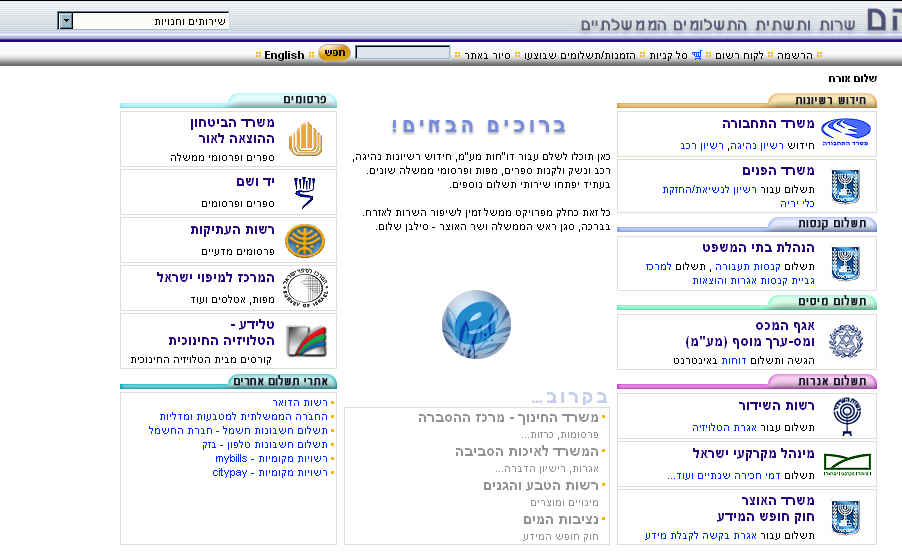 הם שרות ותשתית התשלומים הממשלתיים
שירותים וחנויות
הרשמה
לקוח רשום
סל קניות
הזמנות/תשלומים שבוצעו
סיור באתר
חפש
English
שלום אורח
חידוש רשיונות
משרד התחבורה
חידוש רשיון נהיגה, רשיון רכב
משרד התחבורה
משרד הפנים
תשלום עבור רשיון לנשיאת/החזקת
כלי יריה
תשלום קנסות
הנהלת בתי המשפט
תשלום קנסות תעבורה , תשלום למרכז
גביית קנסות אגרות והוצאות
תשלום מיסים
אגף המכס
ומס-ערך מוסף (מע"מ)
הגשה ותשלום דוחות באינטרנט
תשלום אגרות
רשות השידור
תשלום עבור אגרת הטלויזיה
מינהל מקרקעי ישראל
תשלום דמי חכירה שנתיים ועוד...
משרד האוצר
חוק חופש המידע
תשלום עבור אגרת בקשה לקבלת מידע
ברוכים הבאים!
כאן תוכלו לשלם עבור דו"חות מע"מ, חידוש רשיונות נהיגה,
רכב ונשק ולקנות ספרים, מפות ופרסומי ממשלה שונים.
בעתיד יפתחו שירותי תשלום נוספים.
כל זאת כחלק מפרויקט ממשל זמין לשיפור השרות לאזרח.
בברכה, סגן ראש הממשלה ושר האוצר - סילבן שלום.
בקרוב...
משרד החינוך - מרכז ההסברה
פרסומות, כרזות...
המשרד לאיכות הסביבה
אגרות, רישיון הדברה...
רשות הטבע והגנים
מינויים ומוצרים
נציבות המים
חוק חופש המידע
פרסומים
משרד הביטחון
ההוצאה לאור
ספרים ופרסומי ממשלה
יד ושם
ספרים ופרסומים
רשות העתיקות
פרסומים מדעיים
המרכז למיפוי ישראל
מפות, אטלסים ועוד
טלידע -
הטלויזיה החינוכית
קורסים מבית הטלויזיה החינוכית
אתרי תשלום אחרים
רשות הדואר
החברה הממשלתית למטבעות ומדליות
תשלום חשבונות חשמל - חברת החשמל
תשלום חשבונות טלפון - בזק
רשויות מקומיות - mybills
רשויות מקומיות - citypay